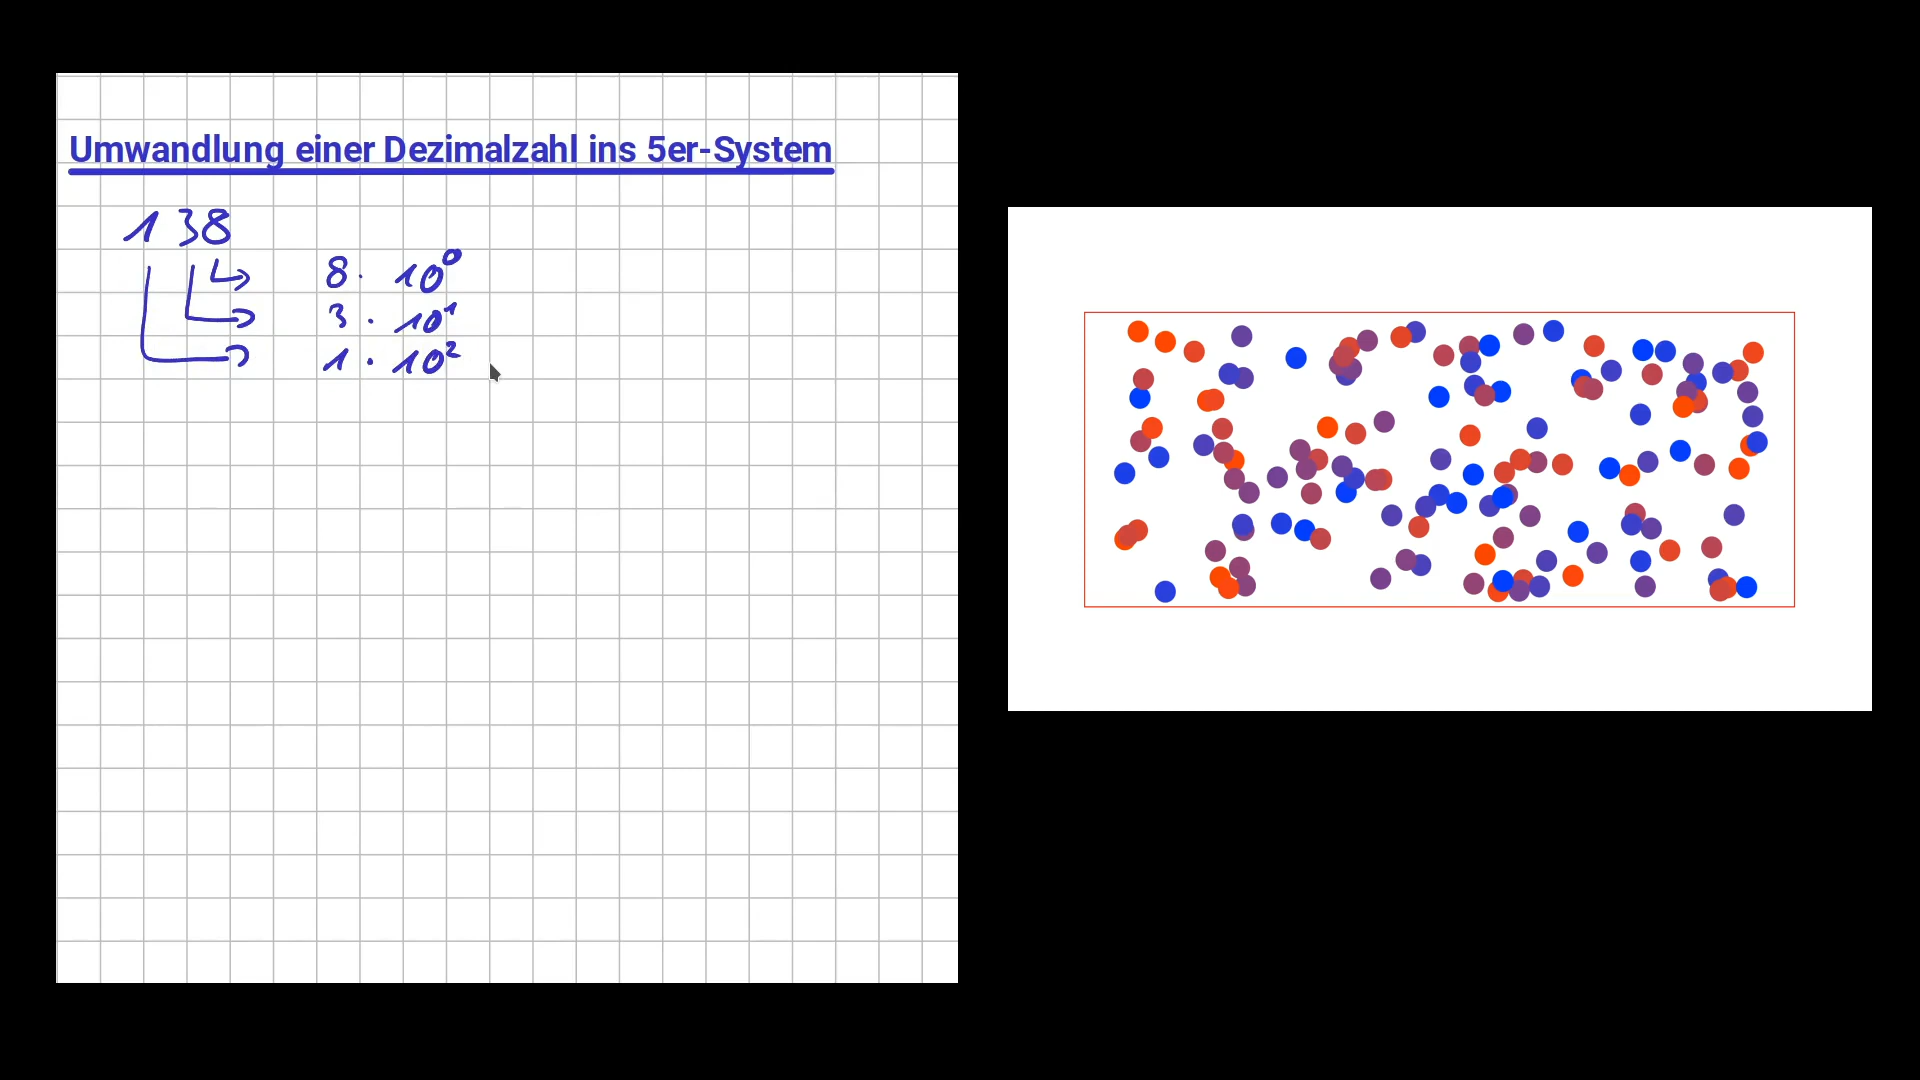 Umwandlung einer Dezimalzahl ins 5er-System
138
8 · 10⁰
3 · 10¹
1 · 10²